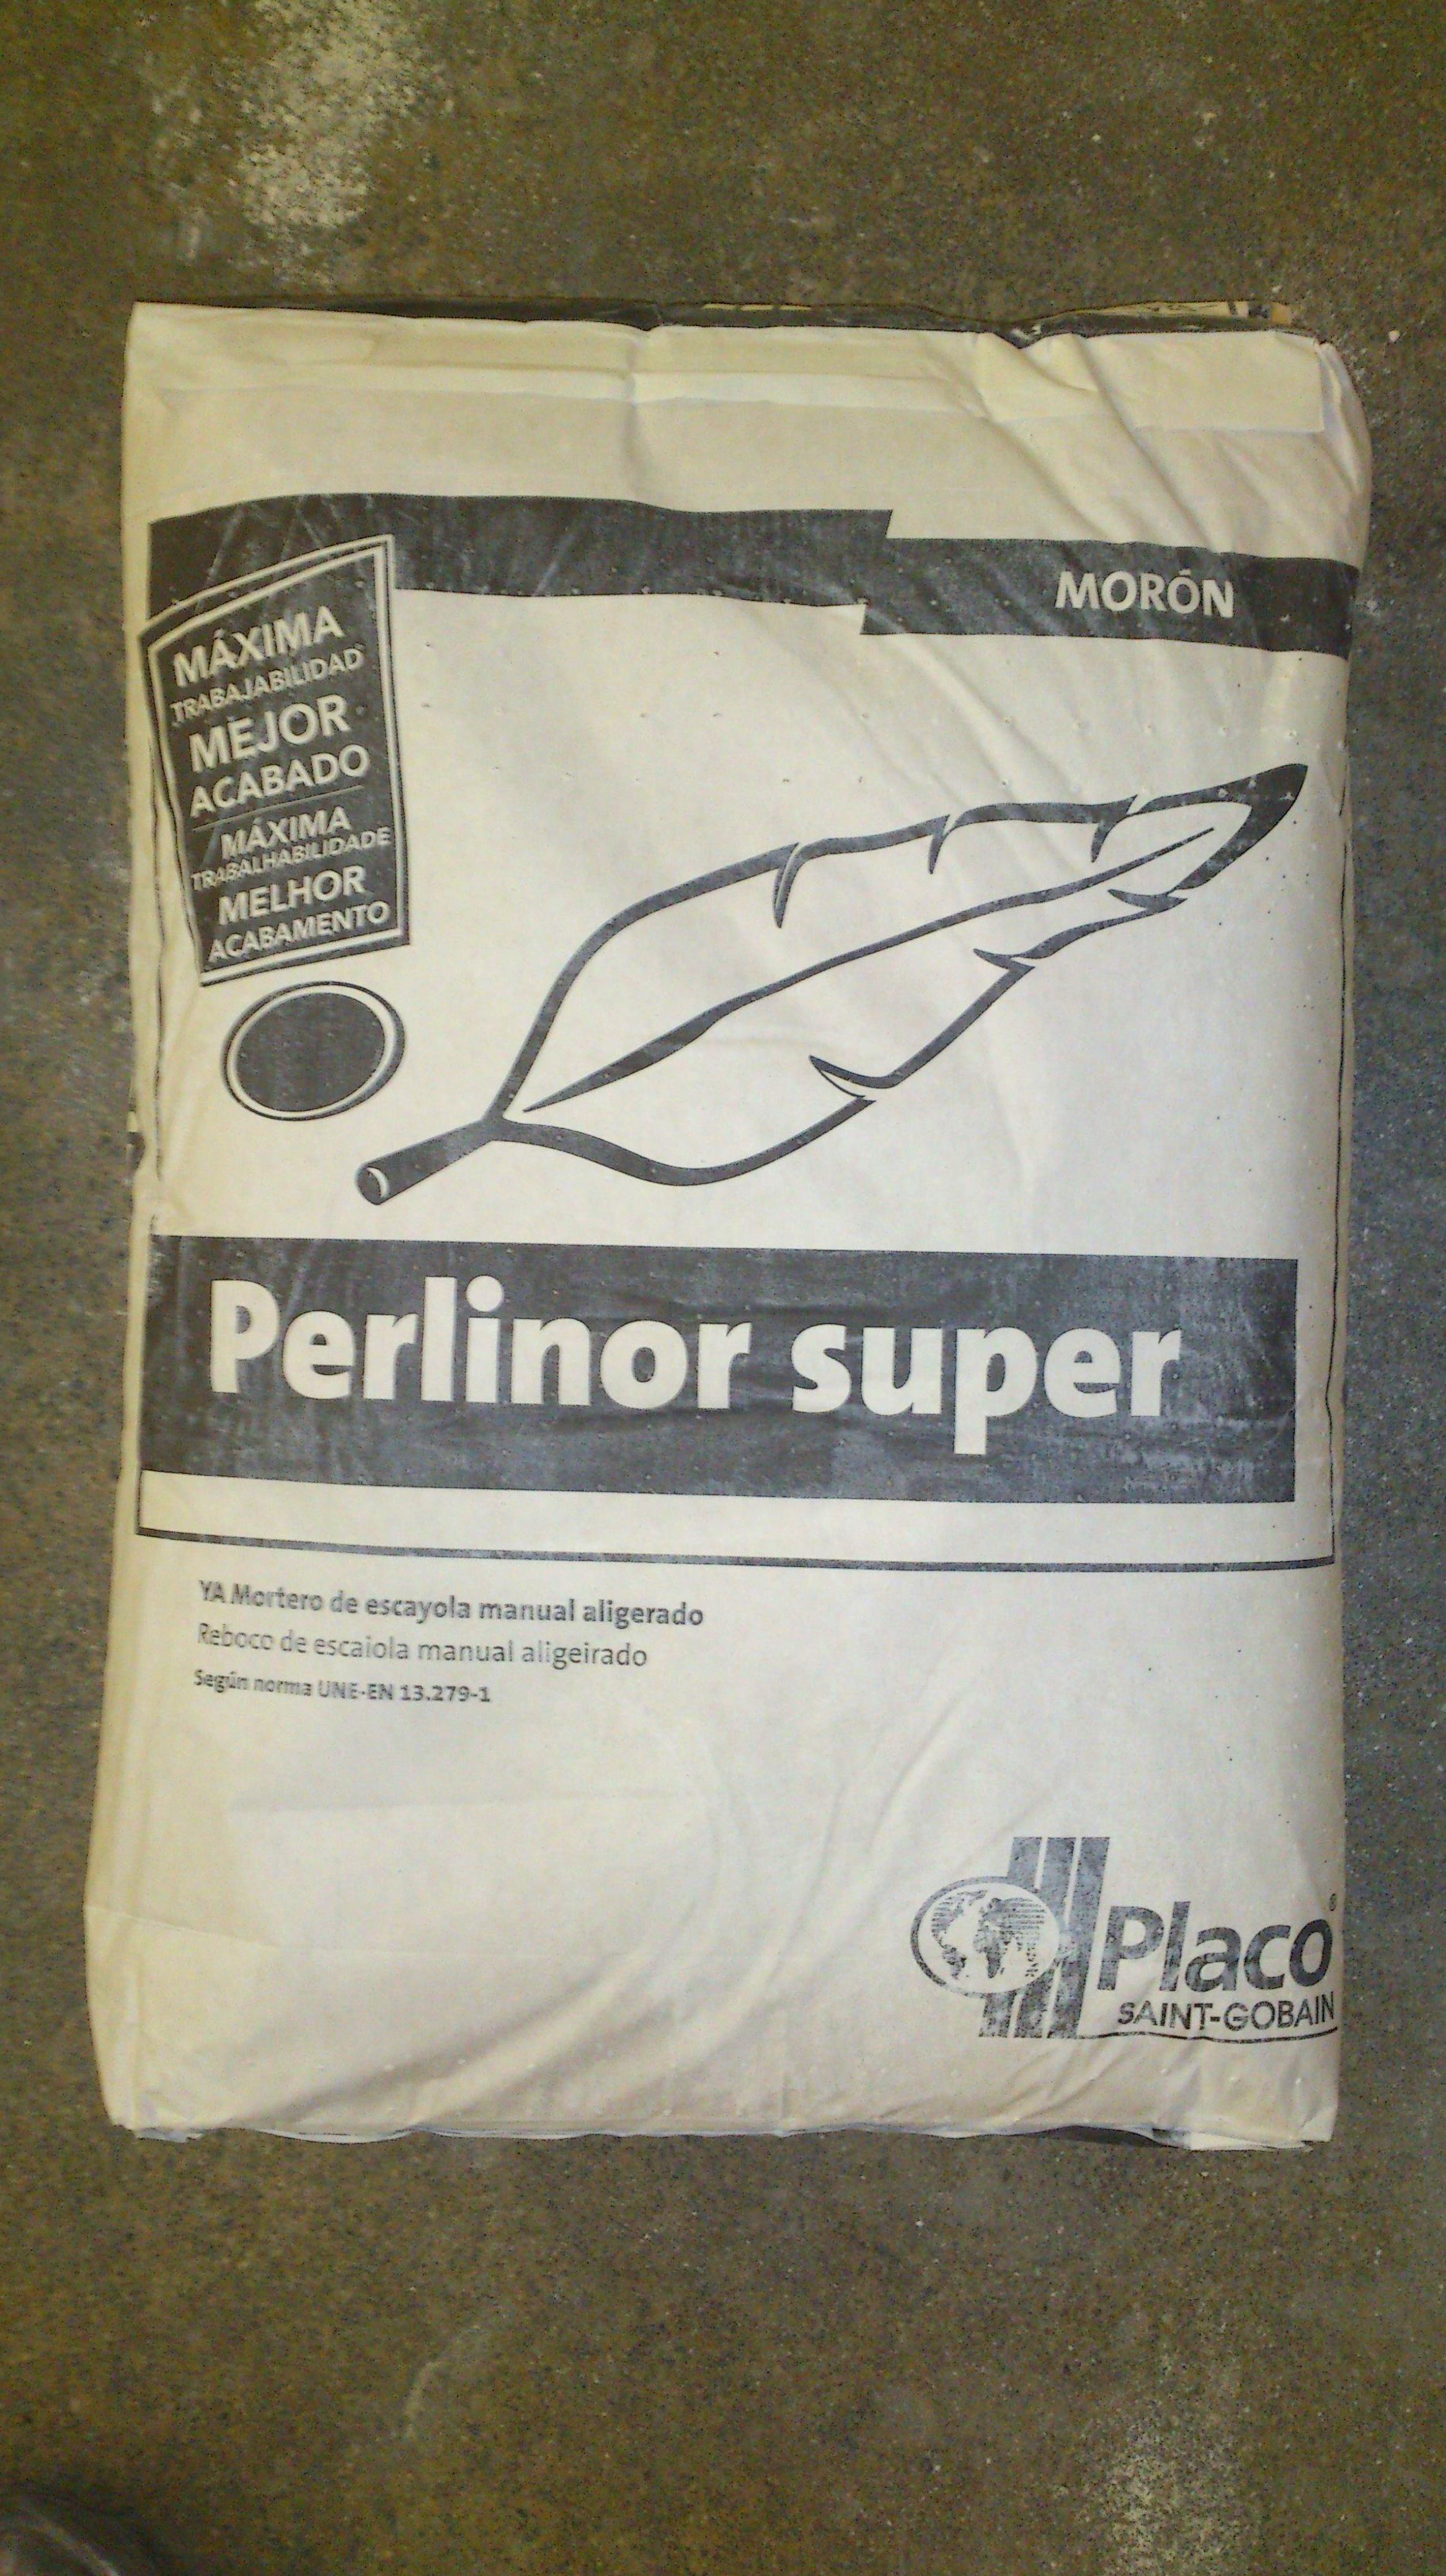 MORÓN
MÁXIMA
TRABAJABILIDAD
MEJOR
ACABADO
MÁXIMA
TRABALHABILIDADE
MELHOR
ACABAMENTO
Perlinor super
YA Mortero de escayola manual aligerado
Reboco de escaiola manual aligeirado
Según norma UNE-EN 13.279-1
Placo®
SAINT-GOBAIN